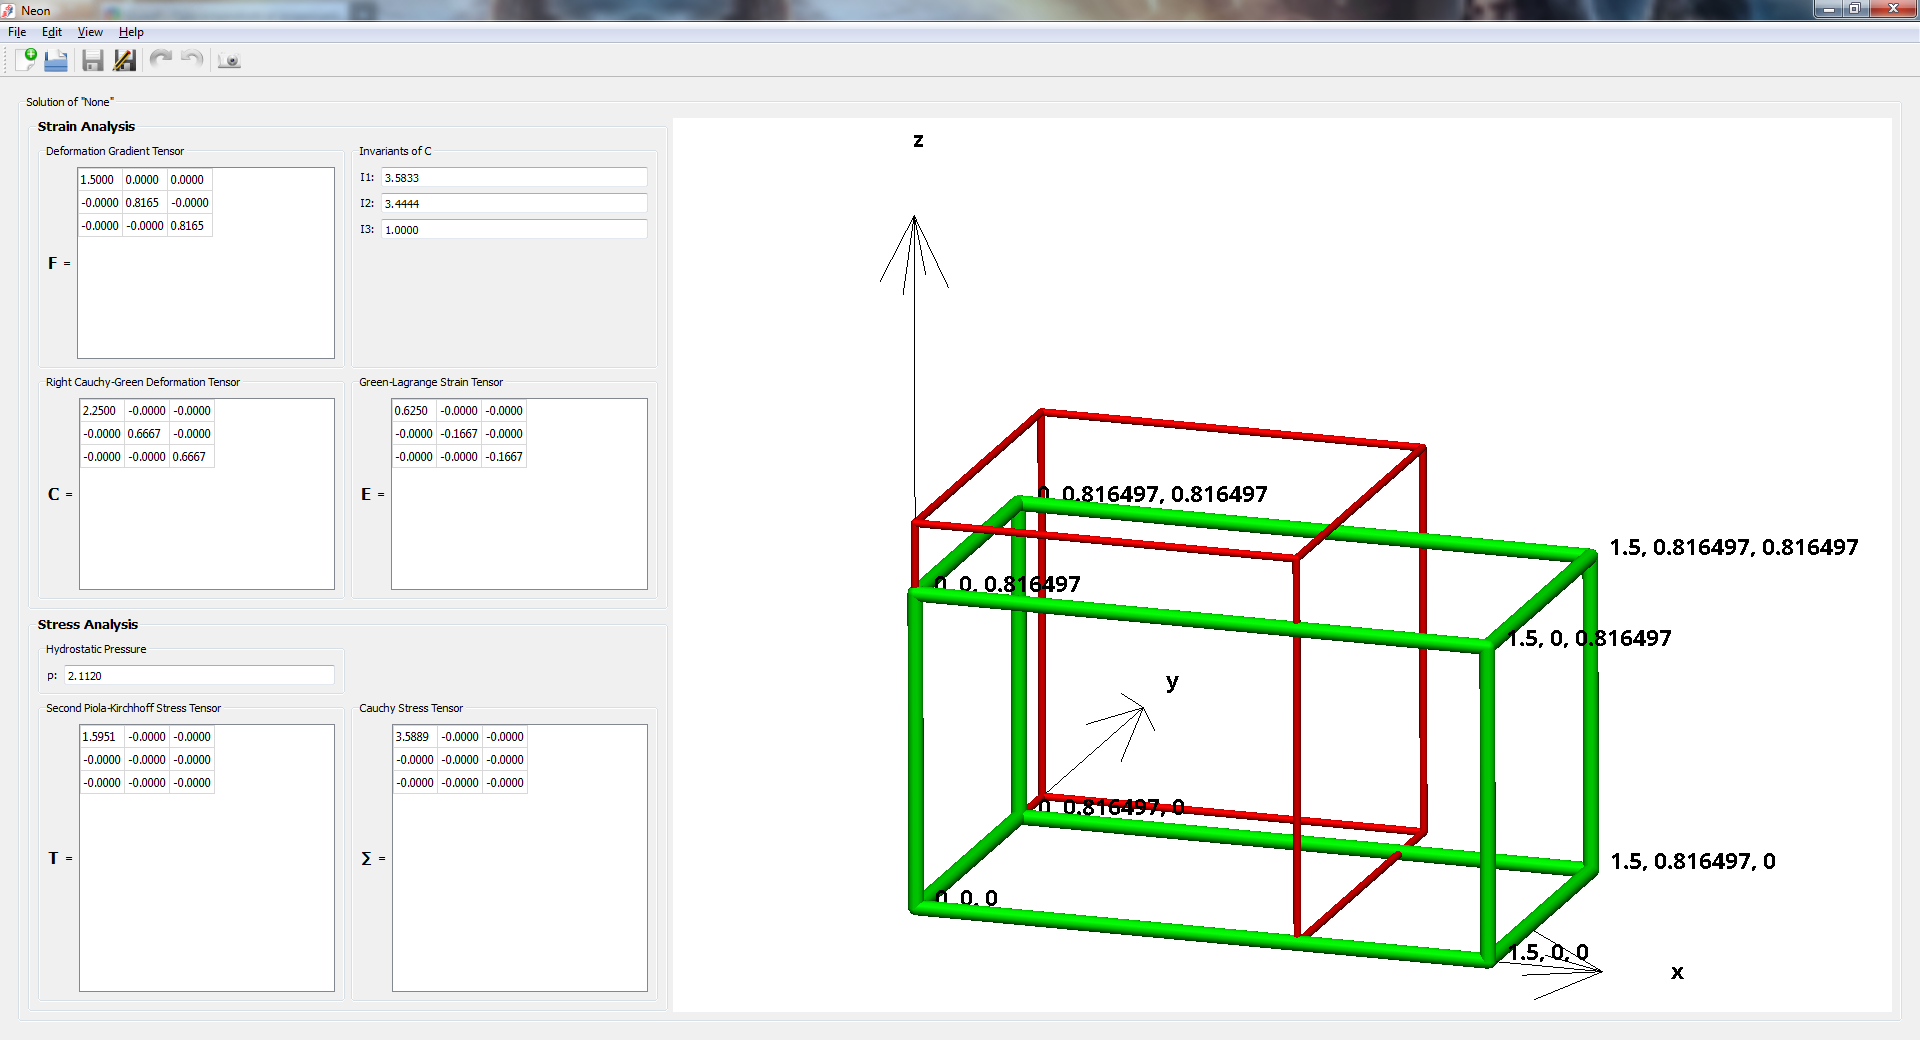 Neon
File Edit View Help
Solution of "None"
Strain Analysis
Deformation Gradient Tensor
F =
1.5000 0.0000 0.0000
-0.0000 0.8165 -0.0000
-0.0000 -0.0000 0.8165
Invariants of C
I1: 3.5833
I2: 3.4444
I3: 1.0000
Right Cauchy-Green Deformation Tensor
C =
2.2500 -0.0000 -0.0000
-0.0000 0.6667 -0.0000
-0.0000 -0.0000 0.6667
Green-Lagrange Strain Tensor
E =
0.6250 -0.0000 -0.0000
-0.0000 -0.1667 -0.0000
-0.0000 -0.0000 -0.1667
Stress Analysis
Hydrostatic Pressure
p: 2.1120
Second Piola-Kirchhoff Stress Tensor
T =
1.5951 -0.0000 -0.0000
-0.0000 -0.0000 -0.0000
-0.0000 -0.0000 -0.0000
Cauchy Stress Tensor
Σ =
3.5889 -0.0000 -0.0000
-0.0000 -0.0000 -0.0000
-0.0000 -0.0000 -0.0000
z
0, 0.816497, 0.816497
1.5, 0.816497, 0.816497
0, 0, 0.816497
1.5, 0, 0.816497
y
0, 0.816497, 0
1.5, 0.816497, 0
0, 0, 0
1.5, 0, 0
x